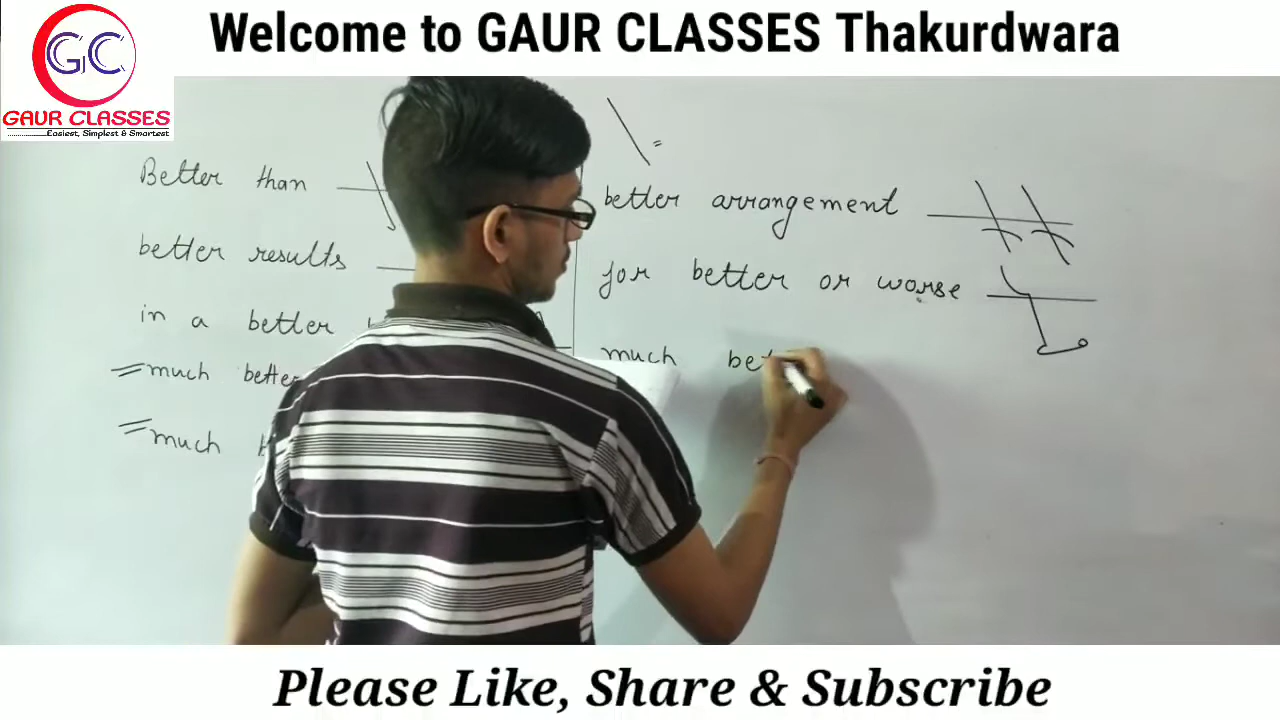 Welcome to GAUR CLASSES Thakurdwara
GC
GAUR CLASSES
Easiest, Simplest & Smartest
Better than
better results
in a better
much better
much
better arrangement
for better or worse
much bet
Please Like, Share & Subscribe